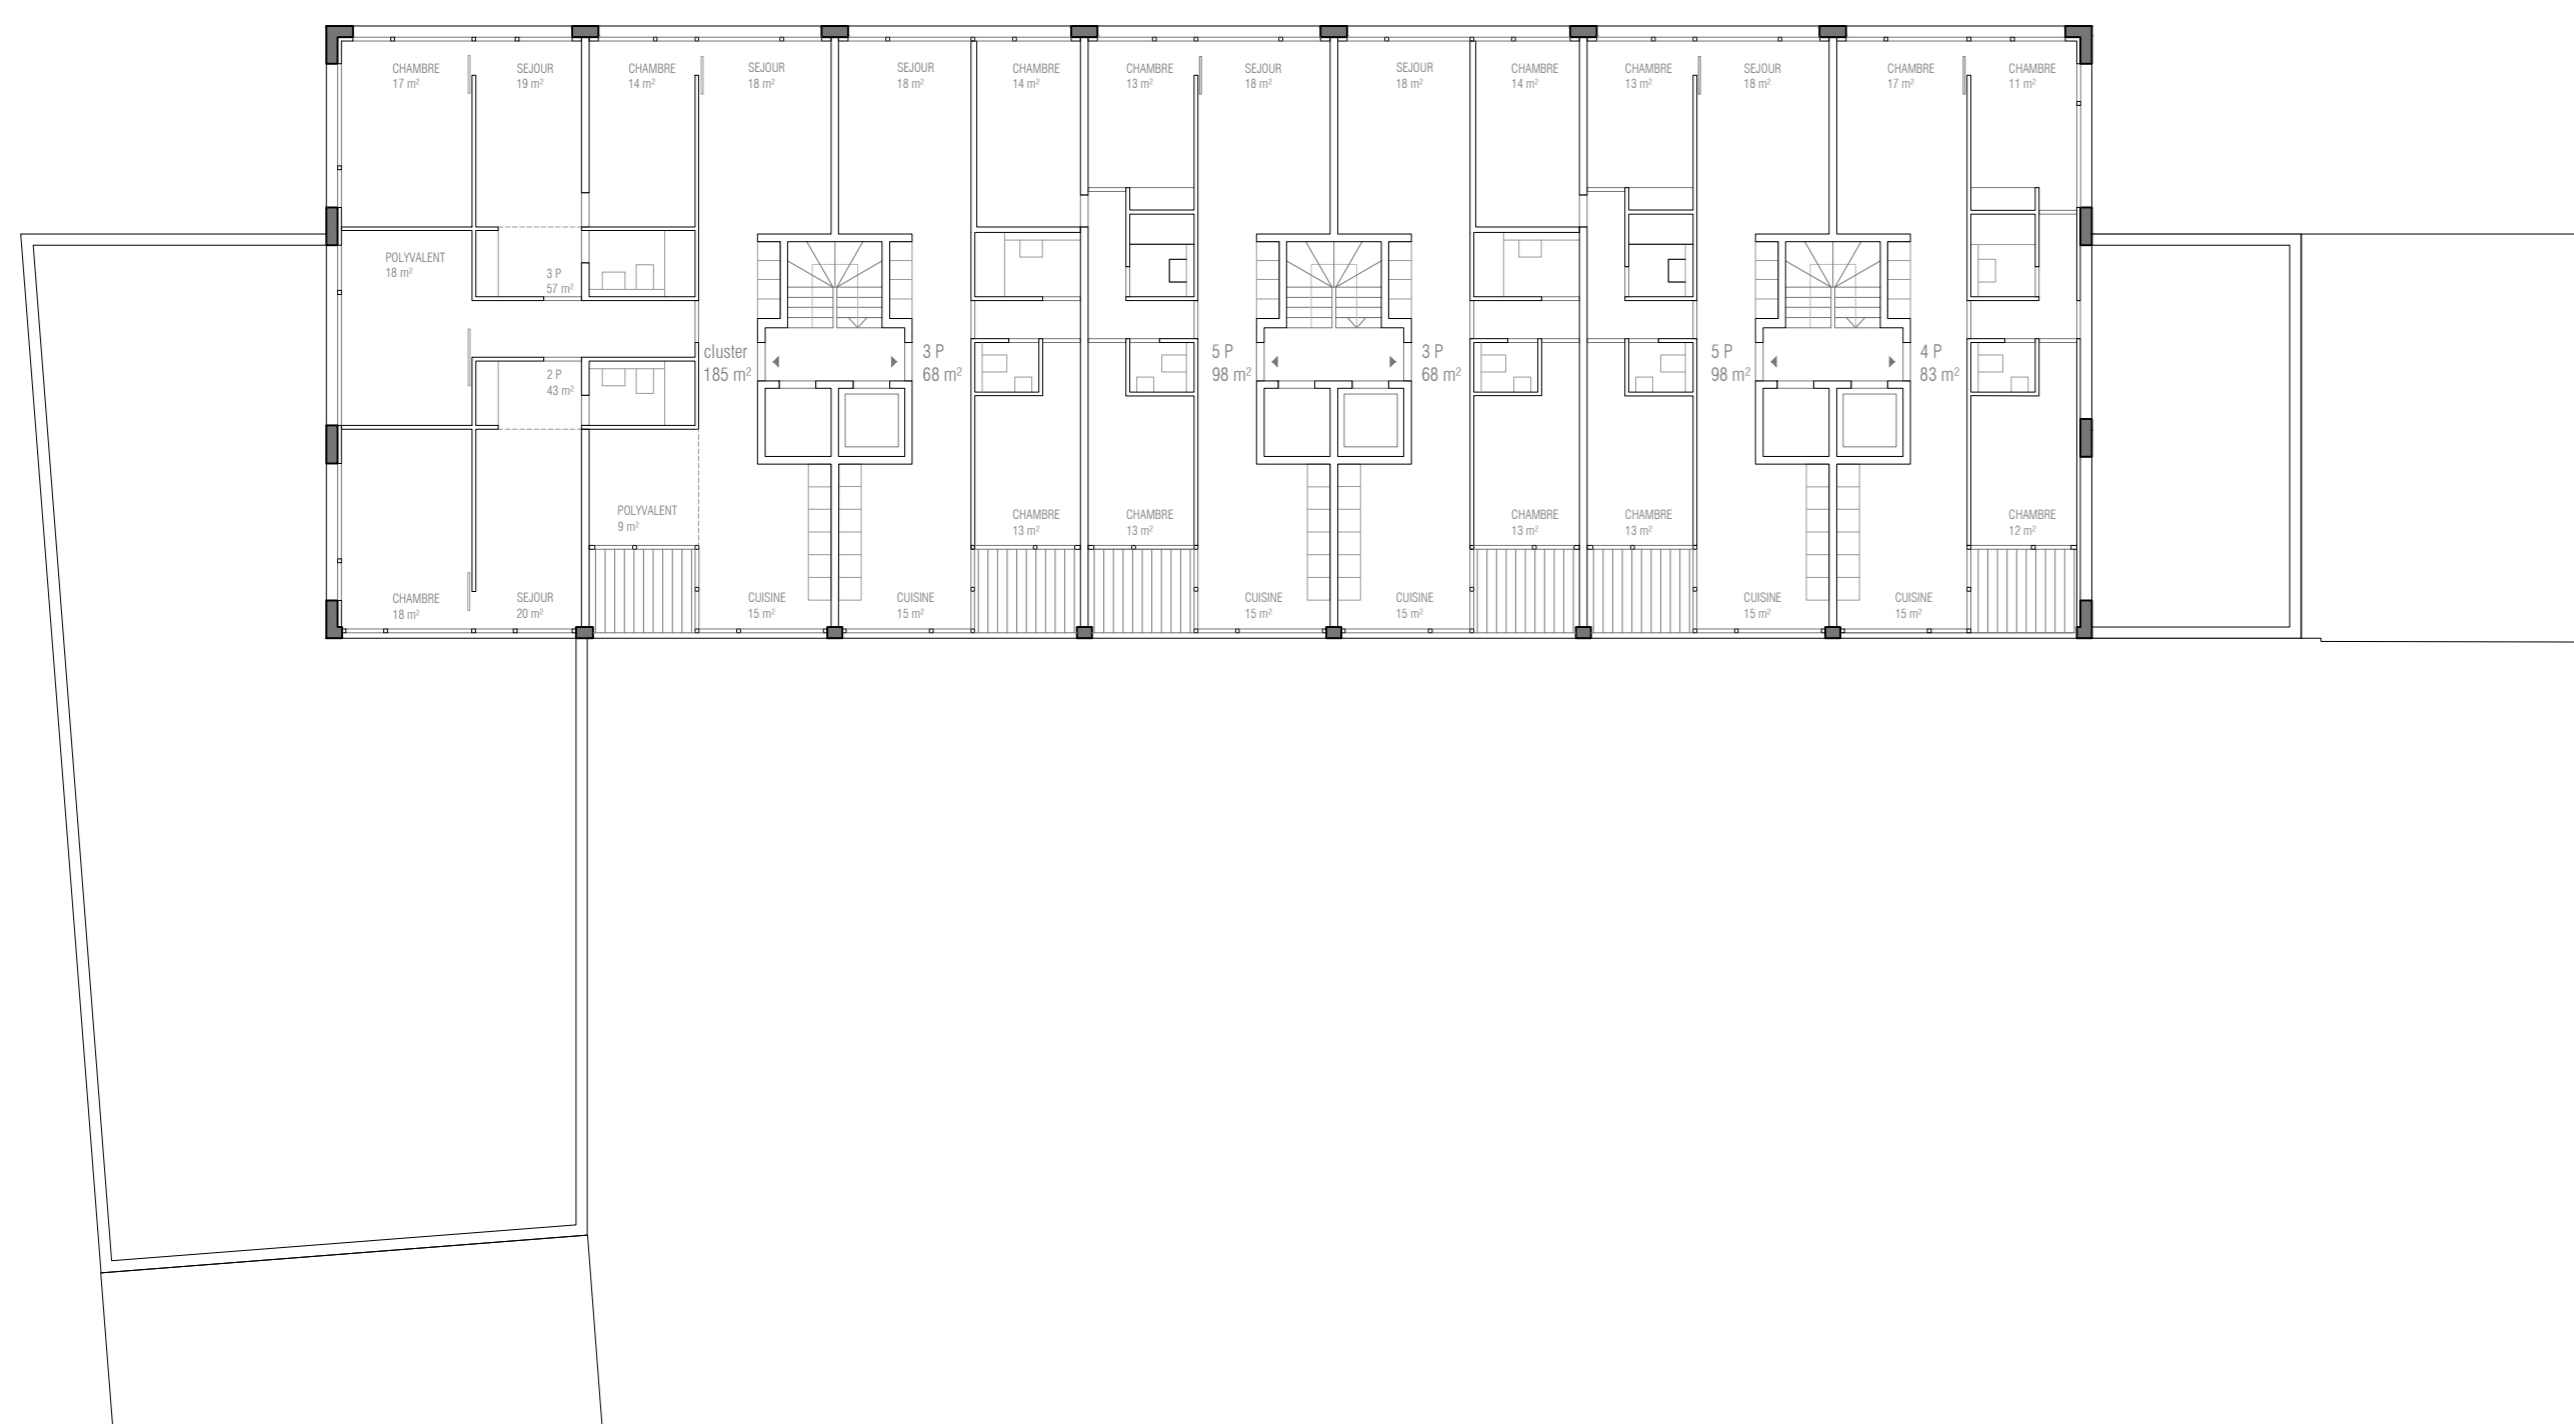 CHAMBRE
17 m²
SEJOUR
19 m²
CHAMBRE
14 m²
SEJOUR
18 m²
SEJOUR
18 m²
CHAMBRE
14 m²
CHAMBRE
13 m²
SEJOUR
18 m²
SEJOUR
18 m²
CHAMBRE
14 m²
CHAMBRE
13 m²
SEJOUR
18 m²
CHAMBRE
17 m²
CHAMBRE
11 m²
POLYVALENT
18 m²
3 P
57 m²
cluster
185 m²
3 P
68 m²
5 P
98 m²
3 P
68 m²
5 P
98 m²
4 P
83 m²
2 P
43 m²
POLYVALENT
9 m²
CHAMBRE
13 m²
CHAMBRE
13 m²
CHAMBRE
13 m²
CHAMBRE
13 m²
CHAMBRE
12 m²
CHAMBRE
18 m²
SEJOUR
20 m²
CUISINE
15 m²
CUISINE
15 m²
CUISINE
15 m²
CUISINE
15 m²
CUISINE
15 m²
CUISINE
15 m²